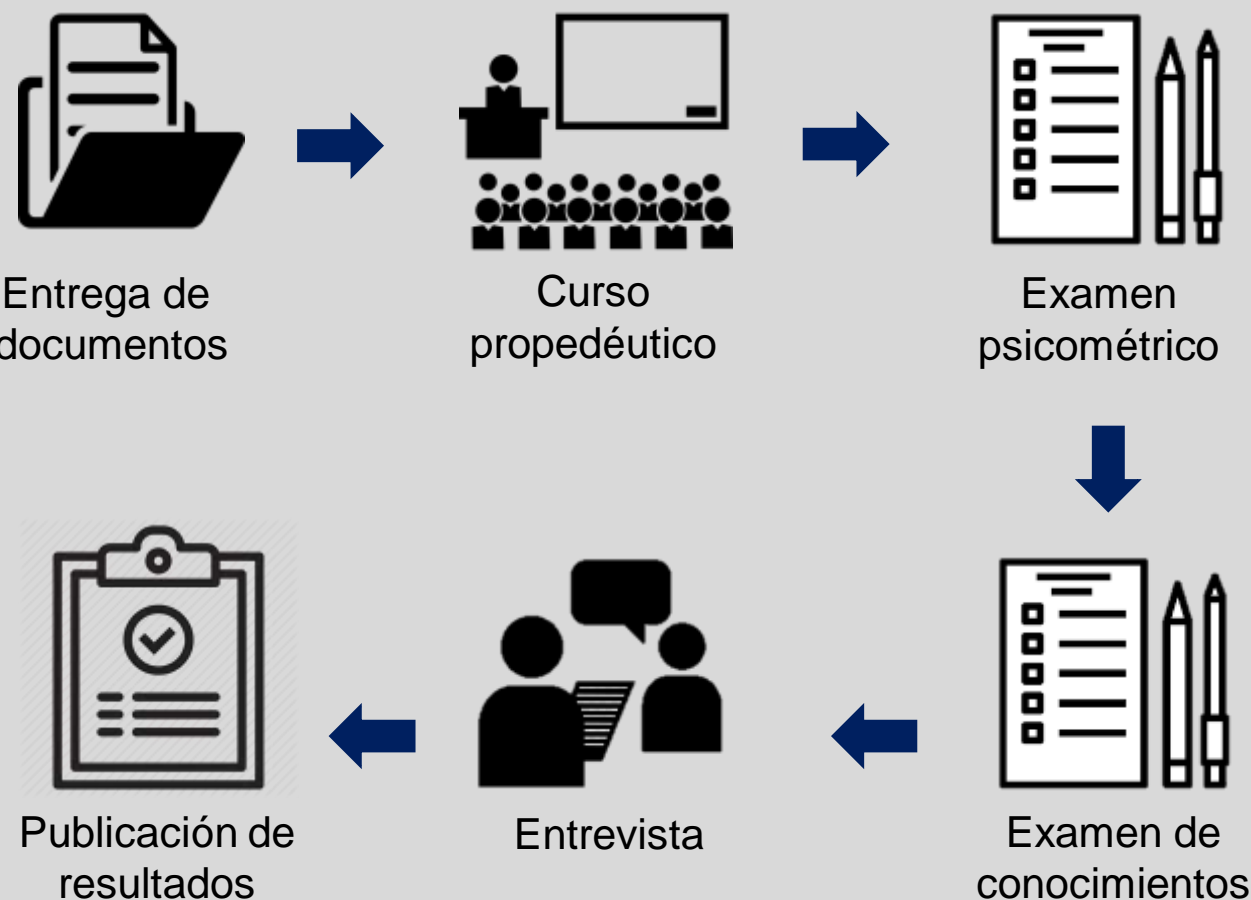 Entrega de
documentos
Curso
propedéutico
Examen
psicométrico
Publicación de
resultados
Entrevista
Examen de
conocimientos